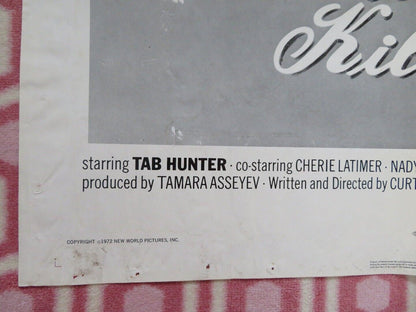 Kil
starring TAB HUNTER · co-starring CHERIE LATIMER · NADY
produced by TAMARA ASSEYEV · Written and Directed by CURT
COPYRIGHT ©1972 NEW WORLD PICTURES, INC.